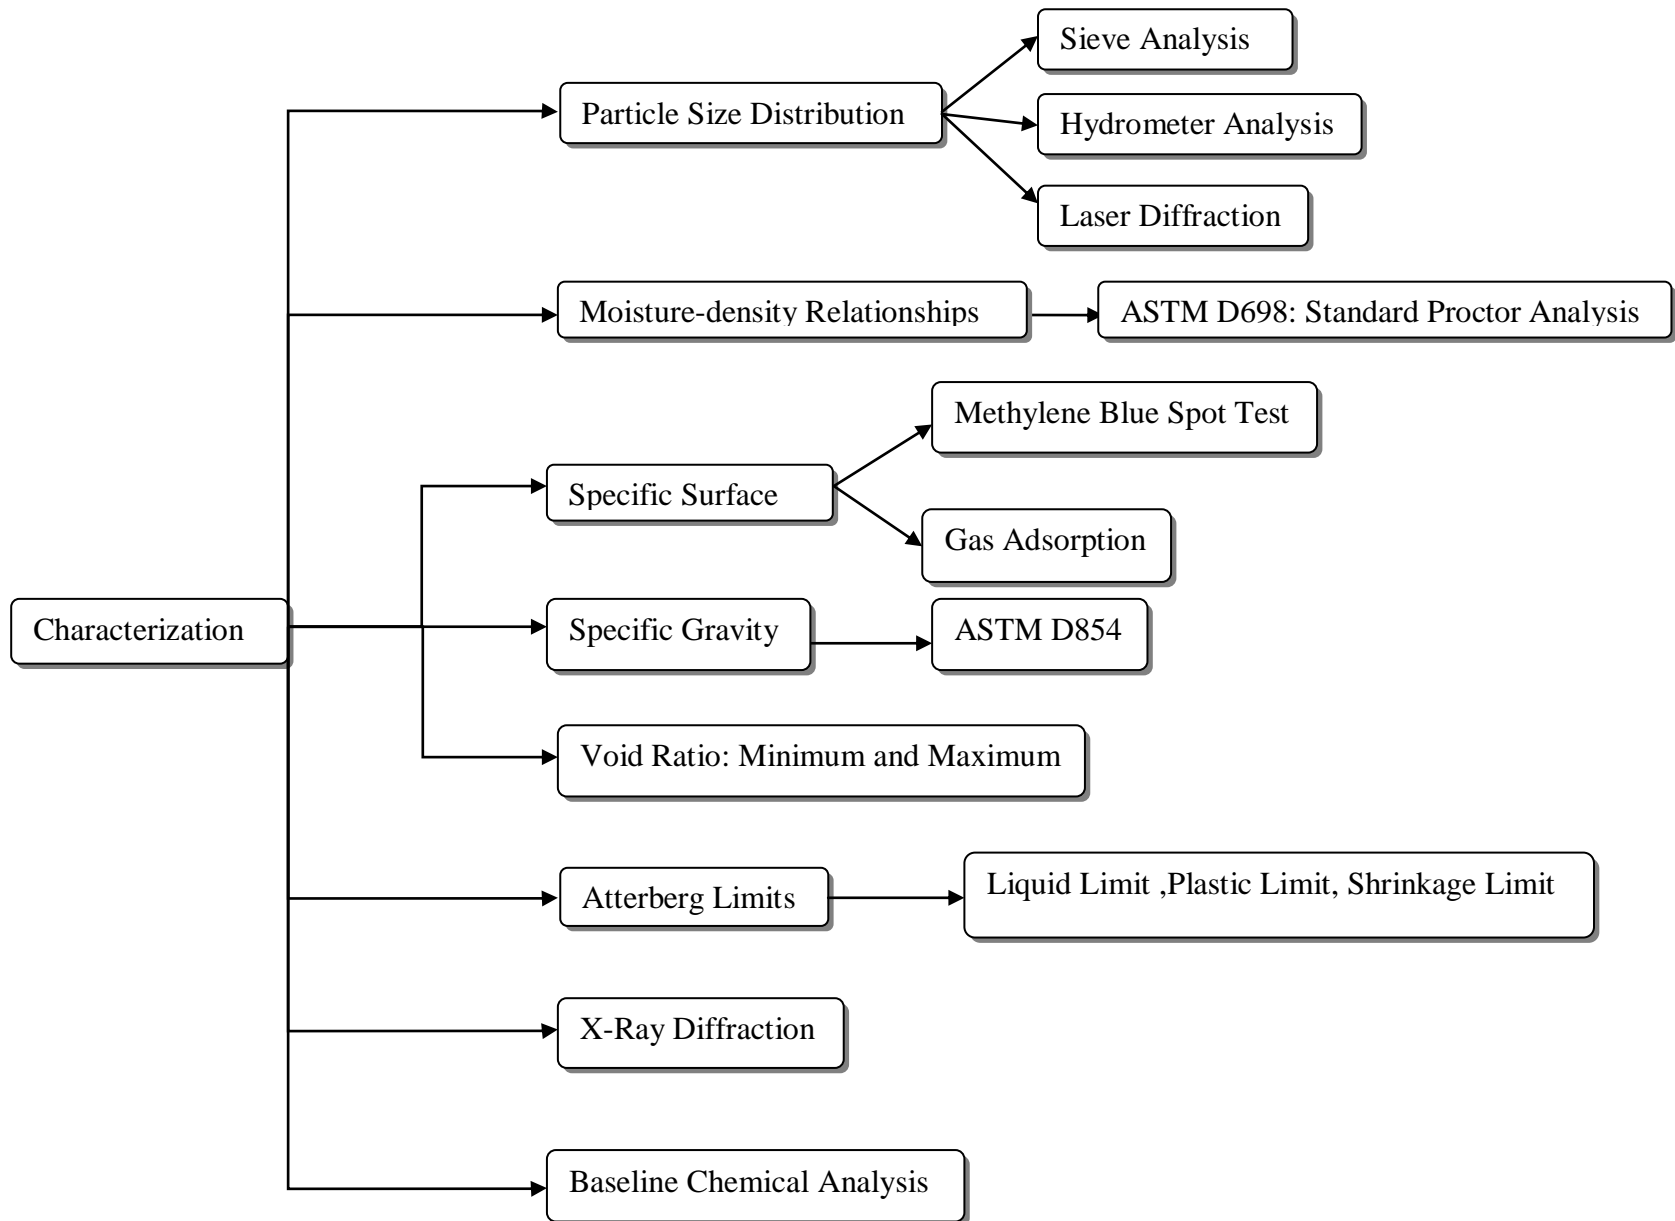 Sieve Analysis
Particle Size Distribution
Hydrometer Analysis
Laser Diffraction
Moisture-density Relationships
ASTM D698: Standard Proctor Analysis
Methylene Blue Spot Test
Specific Surface
Gas Adsorption
Characterization
Specific Gravity
ASTM D854
Void Ratio: Minimum and Maximum
Atterberg Limits
Liquid Limit ,Plastic Limit, Shrinkage Limit
X-Ray Diffraction
Baseline Chemical Analysis